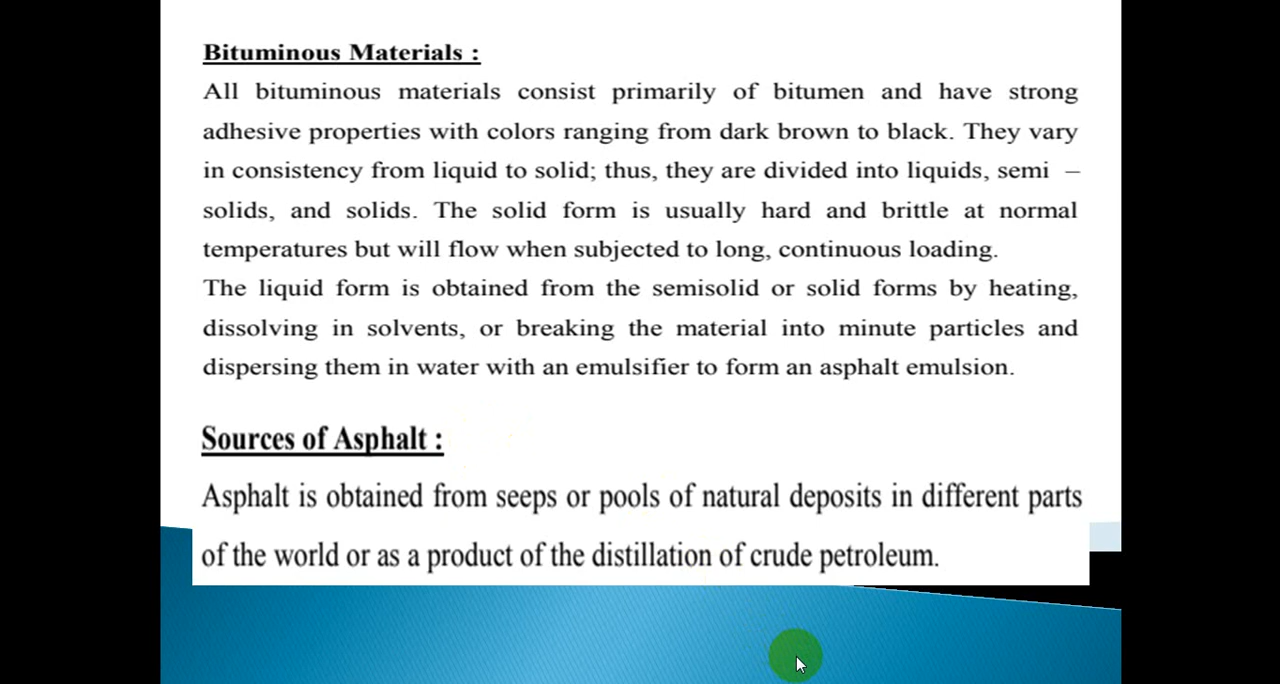 Bituminous Materials :
All bituminous materials consist primarily of bitumen and have strong
adhesive properties with colors ranging from dark brown to black. They vary
in consistency from liquid to solid; thus, they are divided into liquids, semi –
solids, and solids. The solid form is usually hard and brittle at normal
temperatures but will flow when subjected to long, continuous loading.
The liquid form is obtained from the semisolid or solid forms by heating,
dissolving in solvents, or breaking the material into minute particles and
dispersing them in water with an emulsifier to form an asphalt emulsion.
Sources of Asphalt :
Asphalt is obtained from seeps or pools of natural deposits in different parts
of the world or as a product of the distillation of crude petroleum.